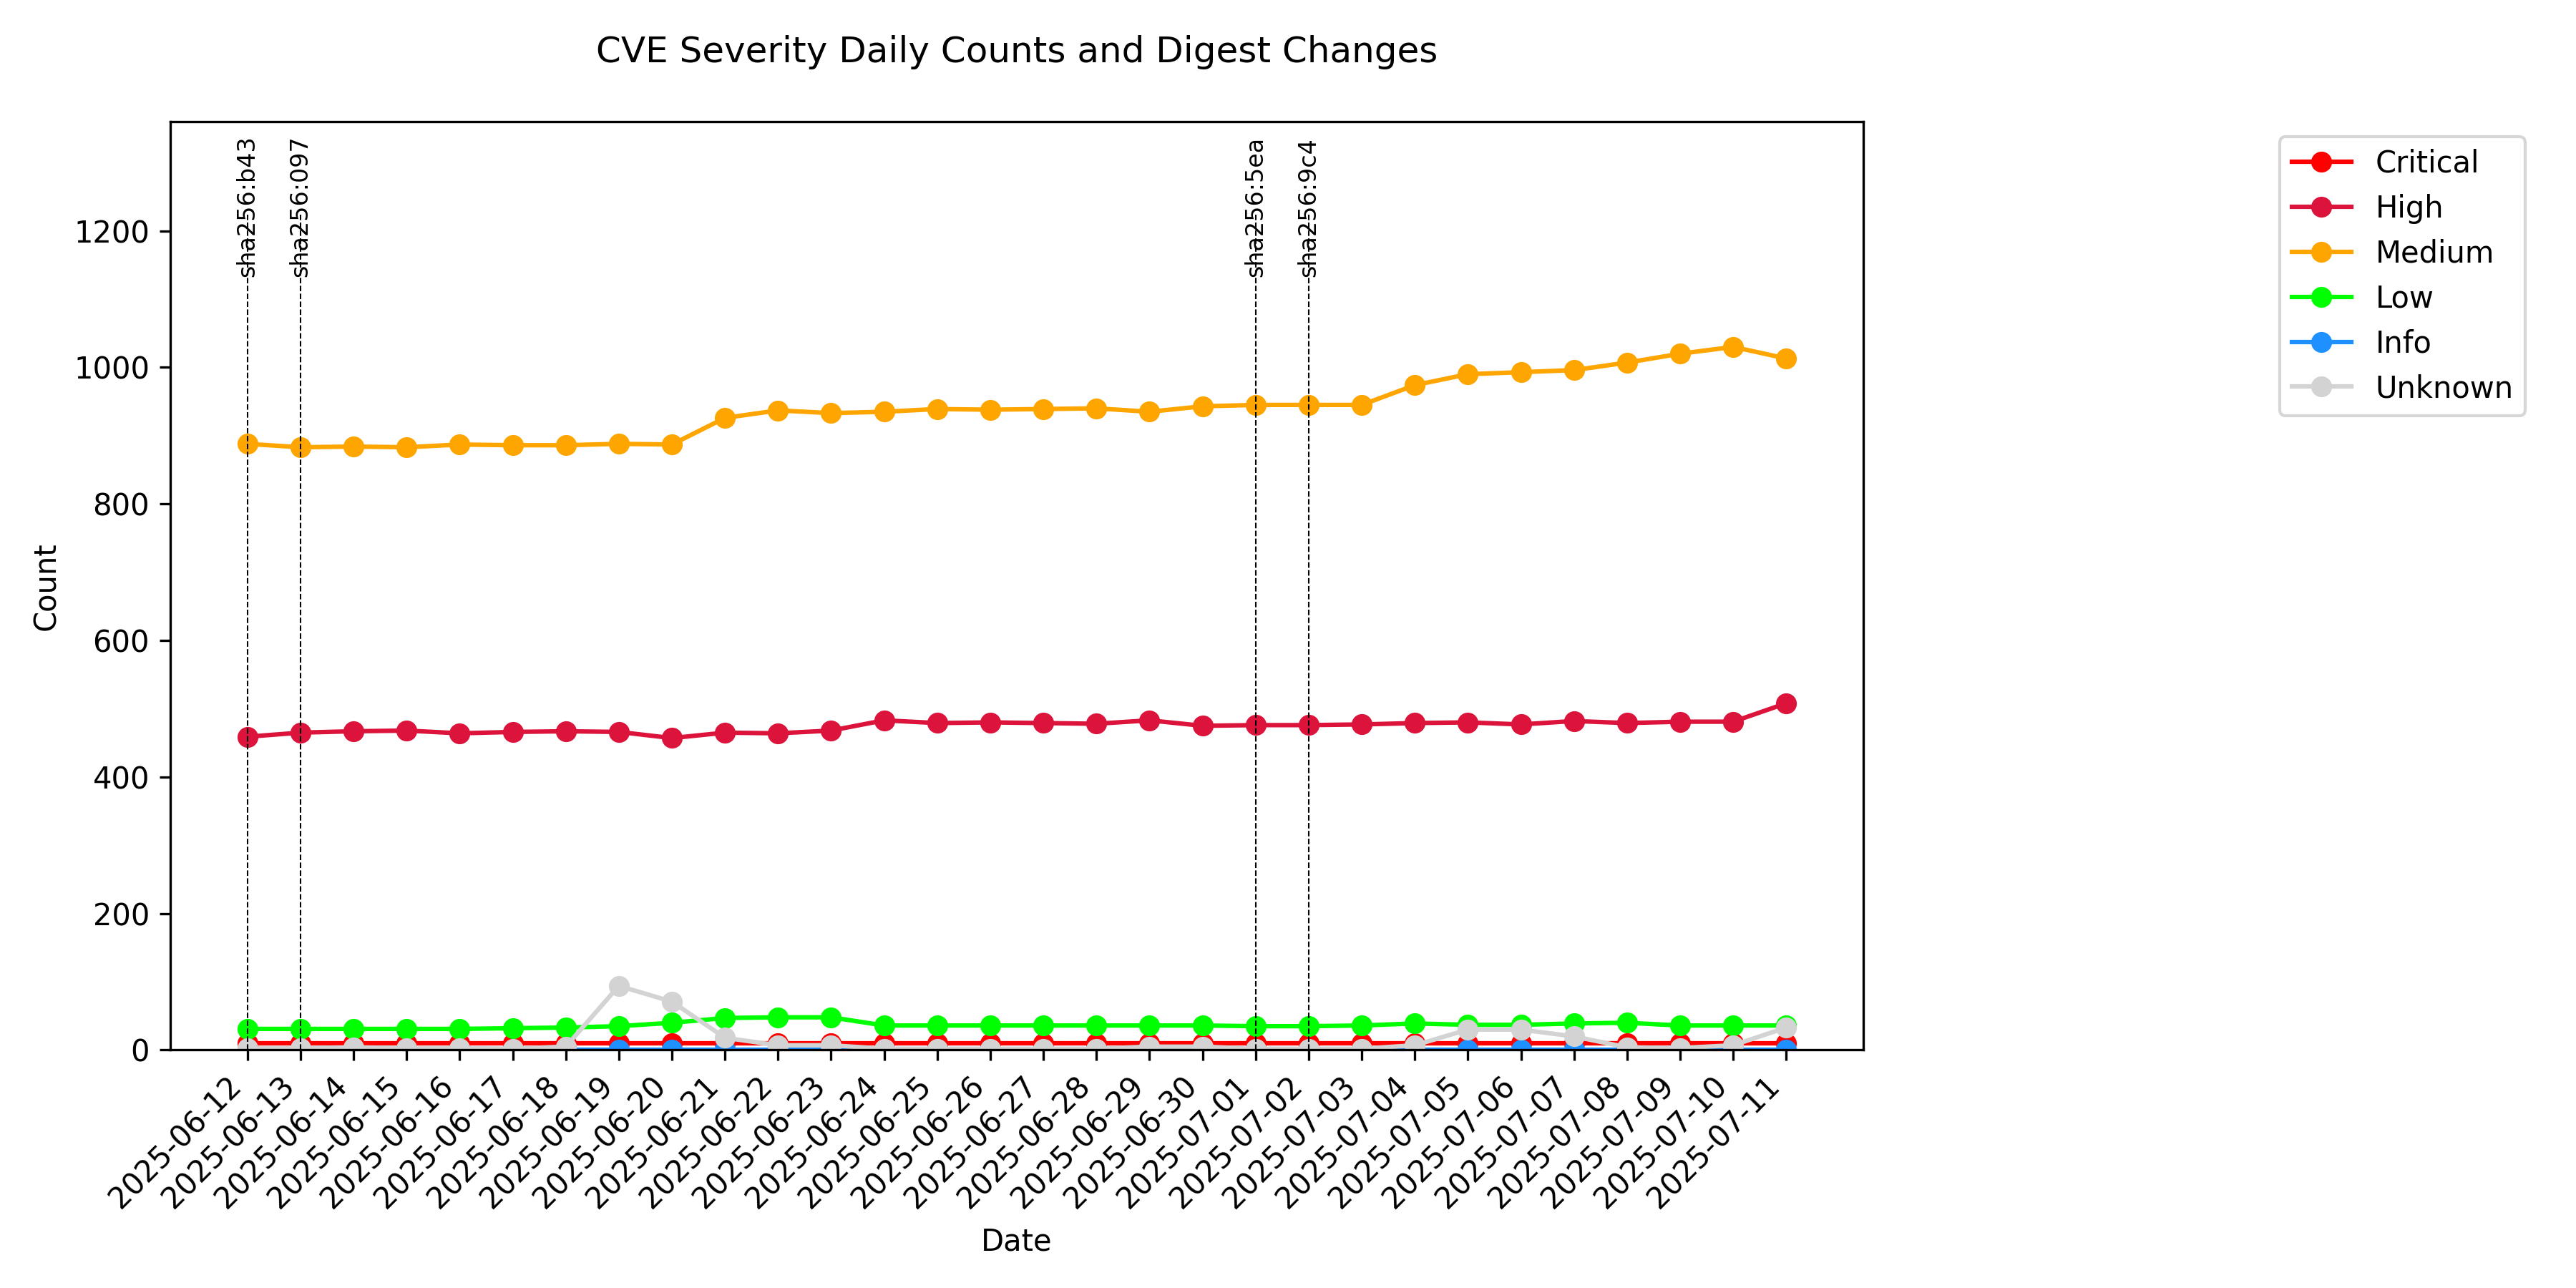 CVE Severity Daily Counts and Digest Changes
sha256:b43
sha256:097
sha256:5ea
sha256:9c4
Critical
High
Medium
Low
Info
Unknown
1200
1000
800
600
400
200
0
Count
2025-06-12
2025-06-13
2025-06-14
2025-06-15
2025-06-16
2025-06-17
2025-06-18
2025-06-19
2025-06-20
2025-06-21
2025-06-22
2025-06-23
2025-06-24
2025-06-25
2025-06-26
2025-06-27
2025-06-28
2025-06-29
2025-06-30
2025-07-01
2025-07-02
2025-07-03
2025-07-04
2025-07-05
2025-07-06
2025-07-07
2025-07-08
2025-07-09
2025-07-10
2025-07-11
Date